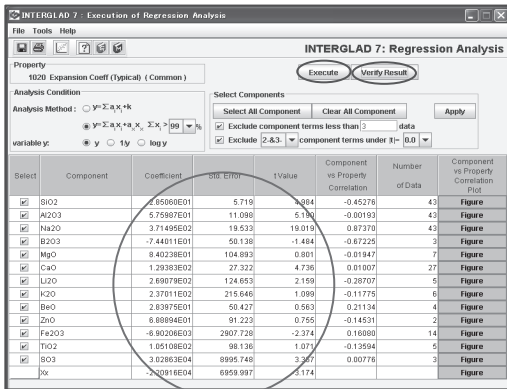 INTERGLAD 7 : Execution of Regression Analysis
File Tools Help
INTERGLAD 7: Regression Analysis
Property
1020 Expansion Coeff (Typical) ( Common )
Execute
Verify Result
Analysis Condition
Analysis Method : y=Σaixi+k
y=Σaixi+anxn Σxi > 99 %
variable y: y 1/y log y
Select Components
Select All Component Clear All Component Apply
Exclude component terms less than 3 data
Exclude 2-&3- component terms under |t|= 0.0
Select Component Coefficient Std. Error t Value Component vs Property Correlation Number of Data Component vs Property Correlation Plot
SiO2 2.85060E01 5.719 4.984 -0.45276 43 Figure
Al2O3 5.75987E01 11.098 5.190 -0.00193 43 Figure
Na2O 3.71495E02 19.533 19.019 0.87370 43 Figure
B2O3 -7.44011E01 50.138 -1.484 -0.67225 3 Figure
MgO 8.40238E01 104.893 0.801 -0.01947 7 Figure
CaO 1.29383E02 27.322 4.736 0.01007 27 Figure
Li2O 2.69079E02 124.653 2.159 -0.28707 5 Figure
K2O 2.37011E02 215.646 1.099 -0.11775 6 Figure
BeO 2.83975E01 50.427 0.563 0.21134 4 Figure
ZnO 6.88894E01 91.223 0.755 -0.14531 2 Figure
Fe2O3 -6.90206E03 2907.728 -2.374 0.16080 14 Figure
TiO2 1.05108E02 98.136 1.071 -0.13594 5 Figure
SO3 3.02863E04 8995.748 3.367 0.00776 3 Figure
Xx -2.20916E04 6959.997 -3.174 Figure